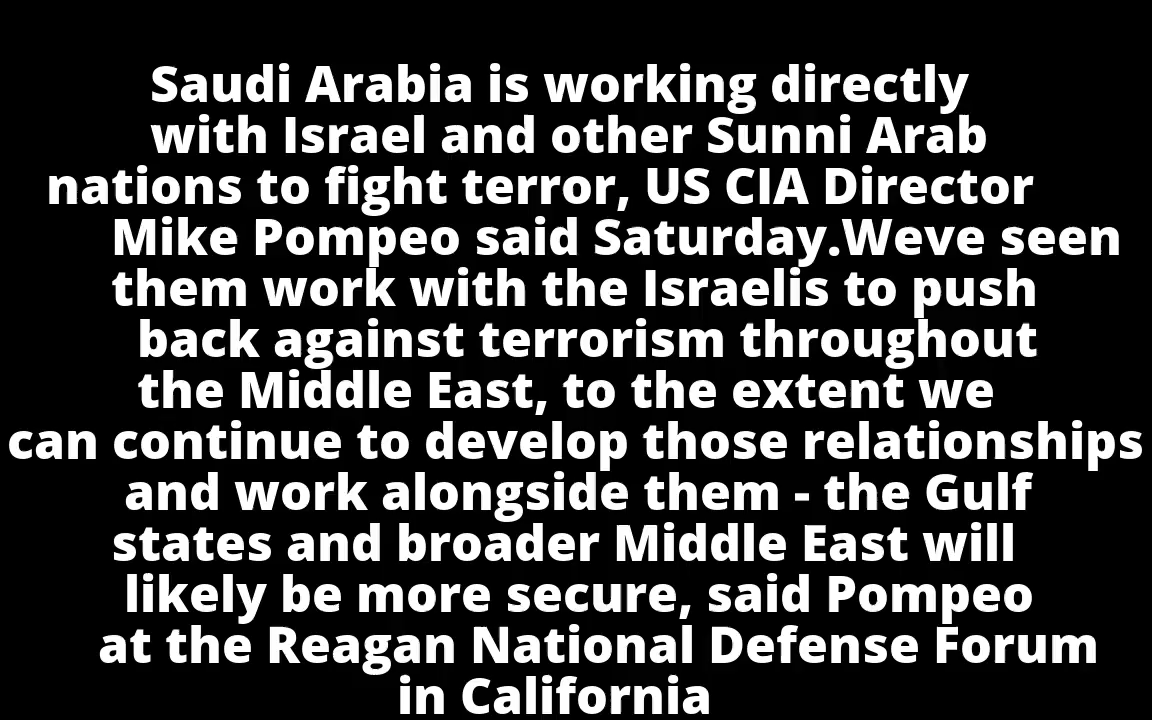 Saudi Arabia is working directly
with Israel and other Sunni Arab
nations to fight terror, US CIA Director
Mike Pompeo said Saturday.Weve seen
them work with the Israelis to push
back against terrorism throughout
the Middle East, to the extent we
can continue to develop those relationships
and work alongside them - the Gulf
states and broader Middle East will
likely be more secure, said Pompeo
at the Reagan National Defense Forum
in California